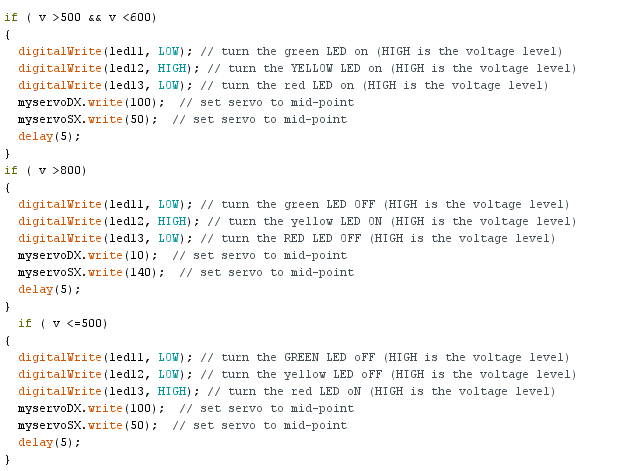 if ( v >500 && v <600)
{
digitalWrite(led11, LOW); // turn the green LED on (HIGH is the voltage level)
digitalWrite(led12, HIGH); // turn the YELLOW LED on (HIGH is the voltage level)
digitalWrite(led13, LOW); // turn the red LED on (HIGH is the voltage level)
myservoDX.write(100);  // set servo to mid-point
myservoSX.write(50);  // set servo to mid-point
delay(5);
}
if ( v >800)
{
digitalWrite(led11, LOW); // turn the green LED OFF (HIGH is the voltage level)
digitalWrite(led12, HIGH); // turn the yellow LED ON (HIGH is the voltage level)
digitalWrite(led13, LOW); // turn the RED LED OFF (HIGH is the voltage level)
myservoDX.write(10);  // set servo to mid-point
myservoSX.write(140);  // set servo to mid-point
delay(5);
}
if ( v <=500)
{
digitalWrite(led11, LOW); // turn the GREEN LED oFF (HIGH is the voltage level)
digitalWrite(led12, LOW); // turn the yellow LED oFF (HIGH is the voltage level)
digitalWrite(led13, HIGH); // turn the red LED oN (HIGH is the voltage level)
myservoDX.write(100);  // set servo to mid-point
myservoSX.write(50);  // set servo to mid-point
delay(5);
}